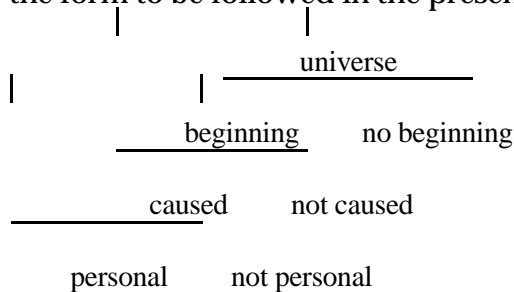 the form to be followed in the presen
universe
beginning no beginning
caused not caused
personal not personal